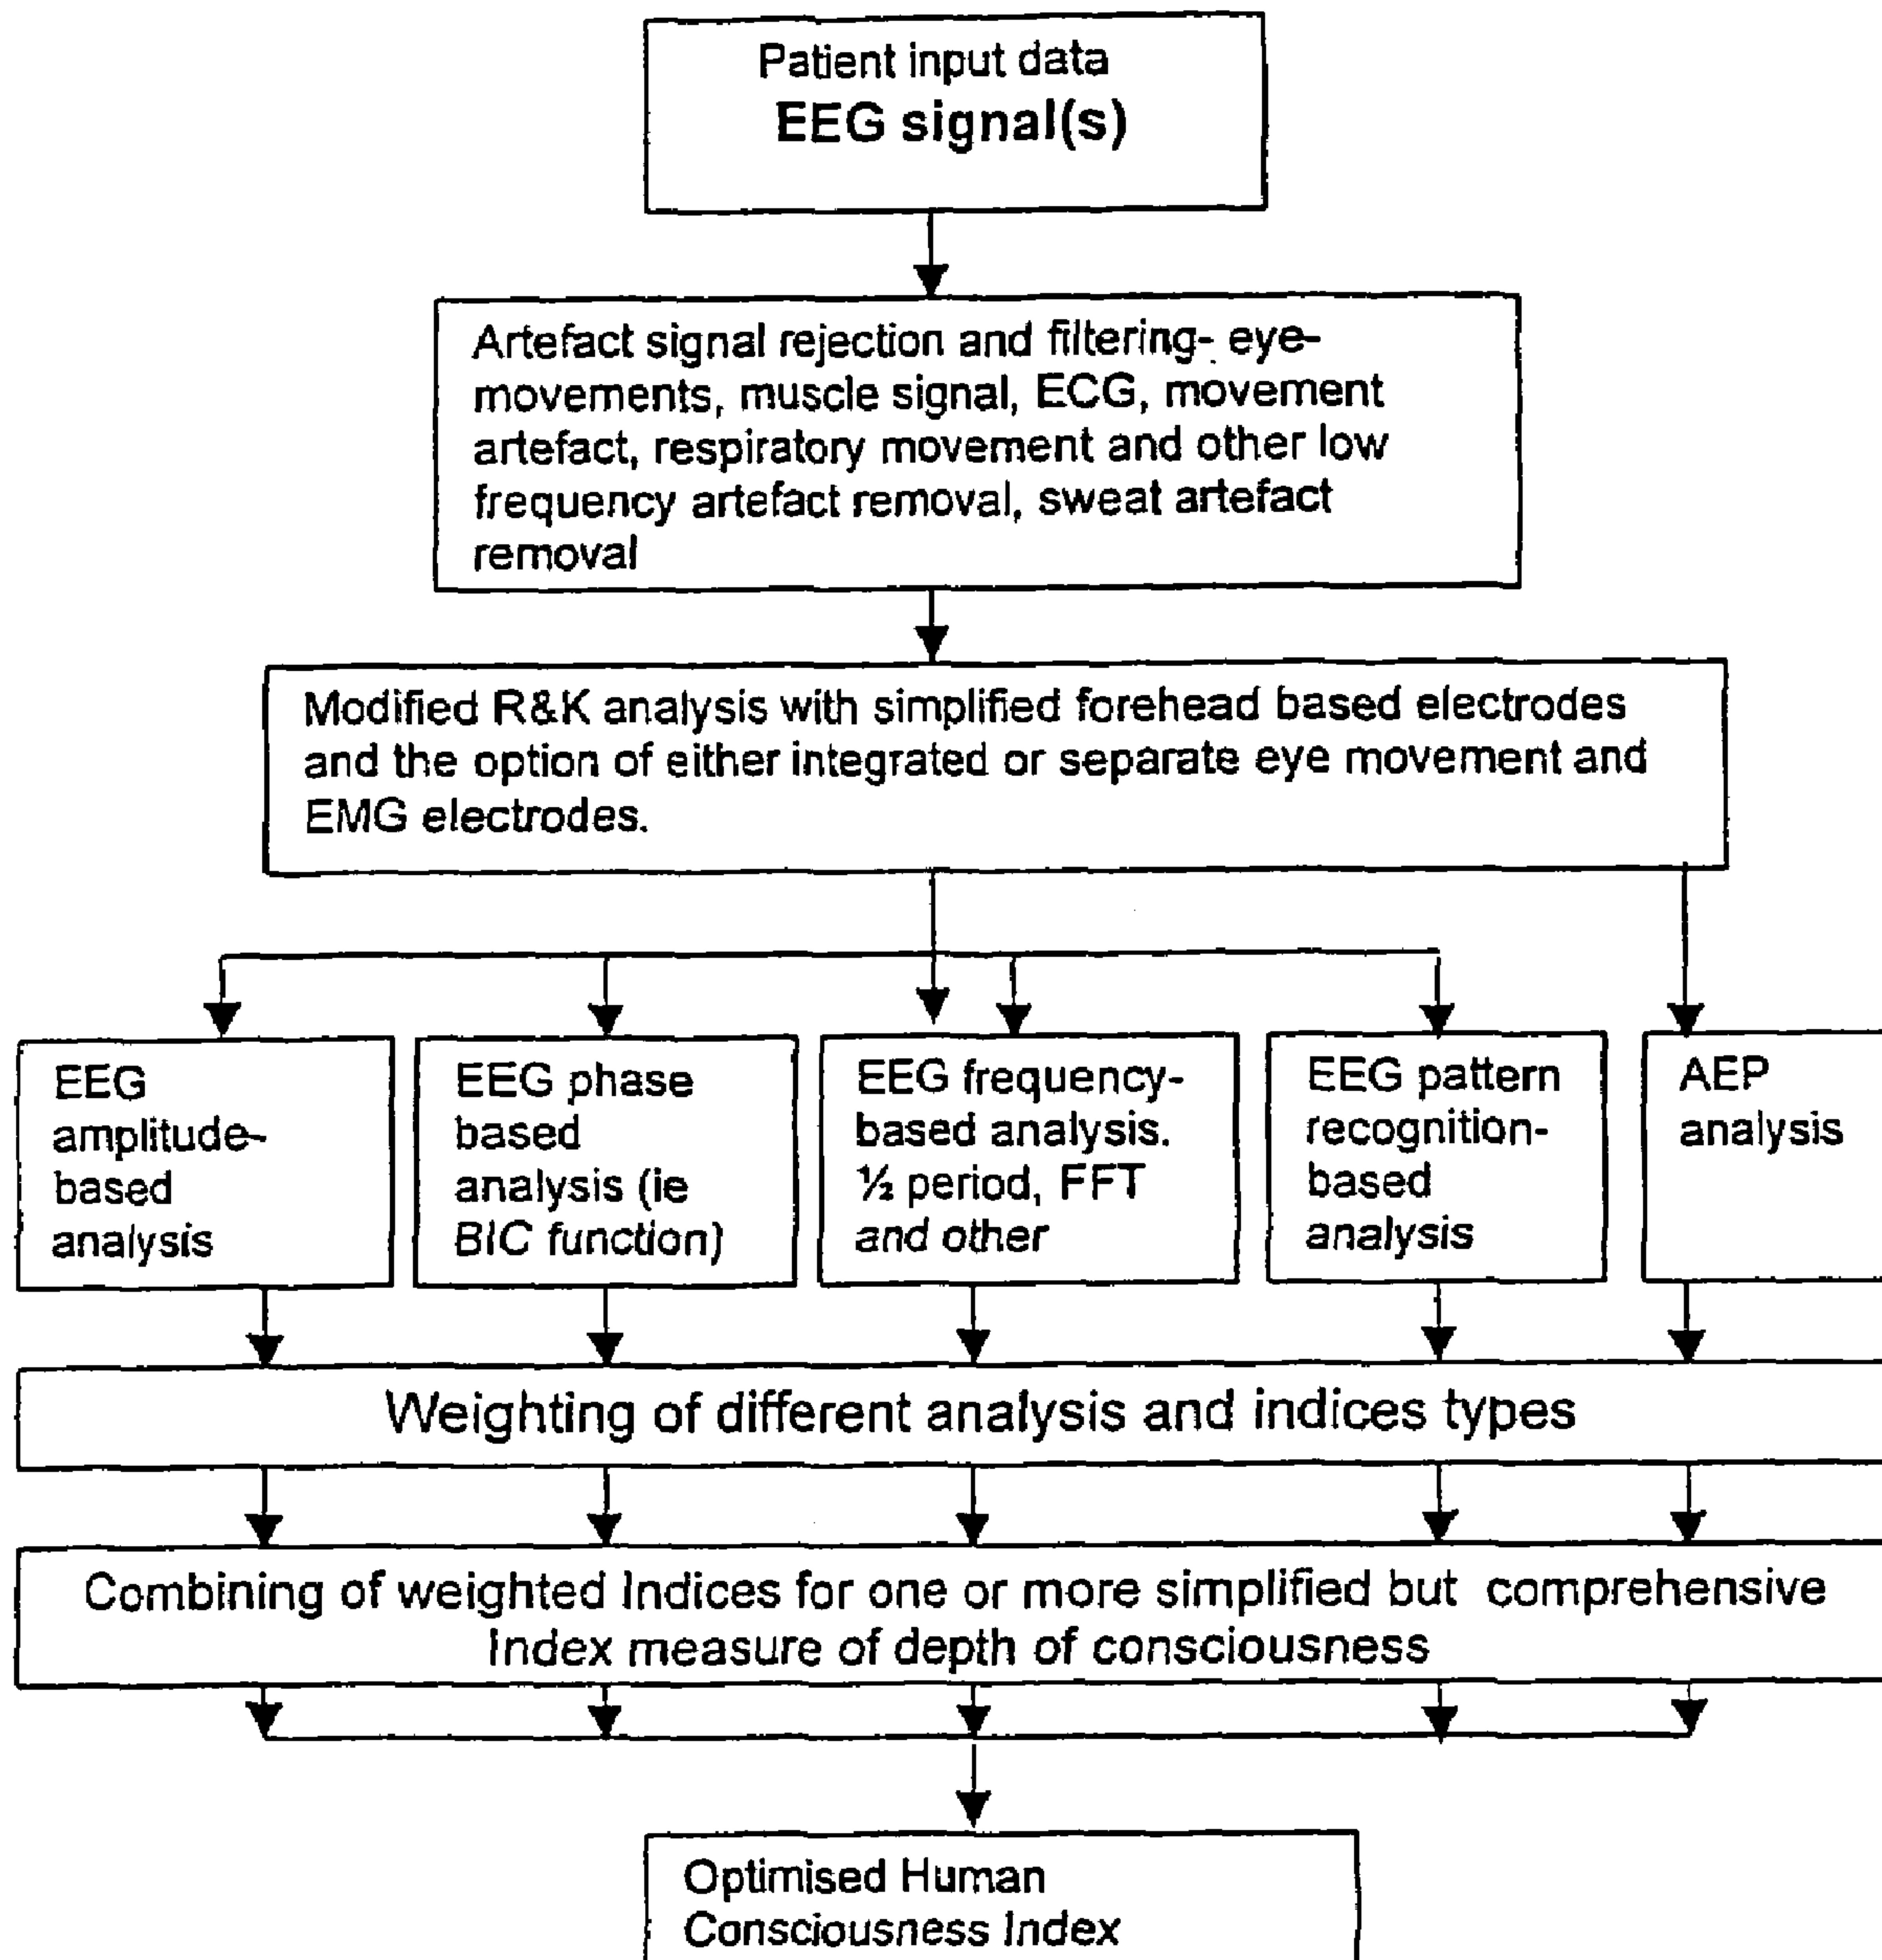 Patient input data
EEG signal(s)
Artefact signal rejection and filtering- eye-
movements, muscle signal, ECG, movement
artefact, respiratory movement and other low
frequency artefact removal, sweat artefact
removal
Modified R&K analysis with simplified forehead based electrodes
and the option of either integrated or separate eye movement and
EMG electrodes.
EEG
amplitude-
based
analysis
EEG phase
based
analysis (ie
BIC function)
EEG frequency-
based analysis.
½ period, FFT
and other
EEG pattern
recognition-
based
analysis
AEP
analysis
Weighting of different analysis and indices types
Combining of weighted Indices for one or more simplified but comprehensive
Index measure of depth of consciousness
Optimised Human
Consciousness Index